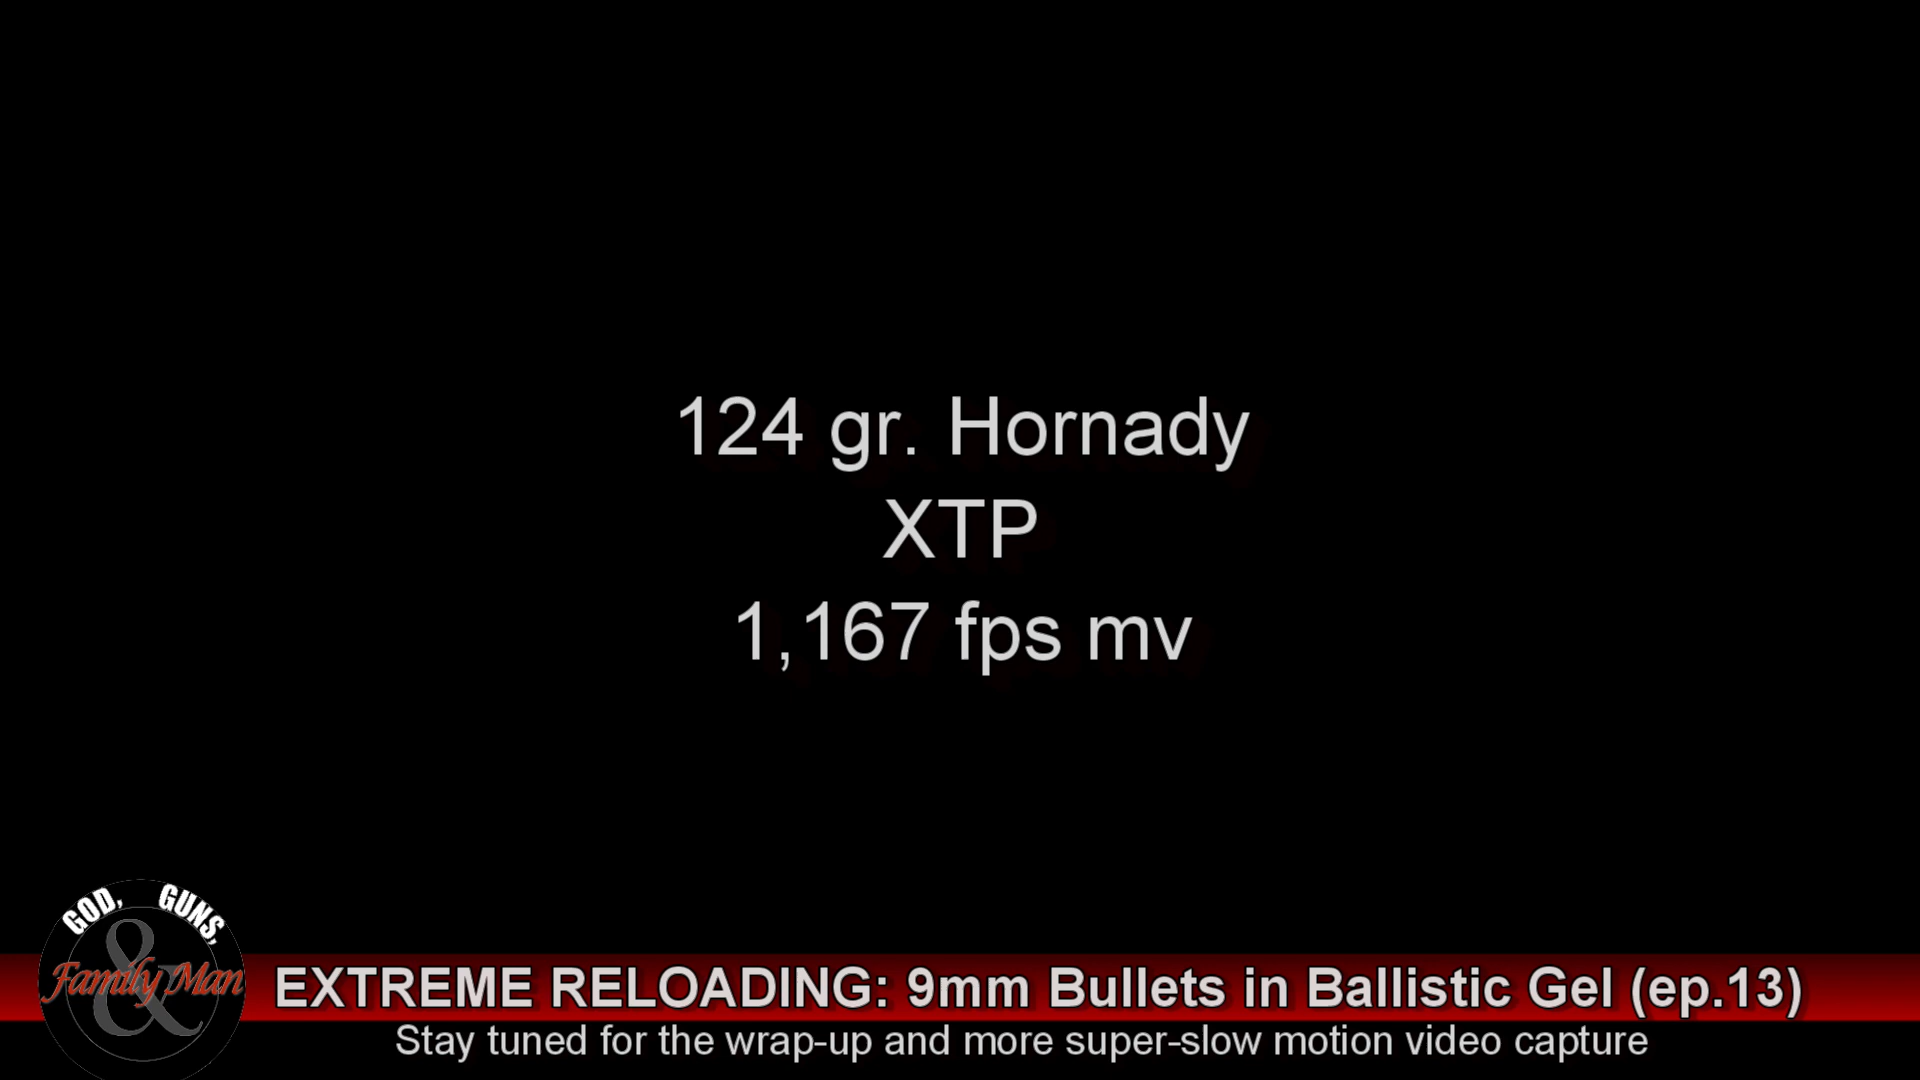 124 gr. Hornady
XTP
1,167 fps mv
GOD, GUNS,
&
Family Man
EXTREME RELOADING: 9mm Bullets in Ballistic Gel (ep.13)
Stay tuned for the wrap-up and more super-slow motion video capture